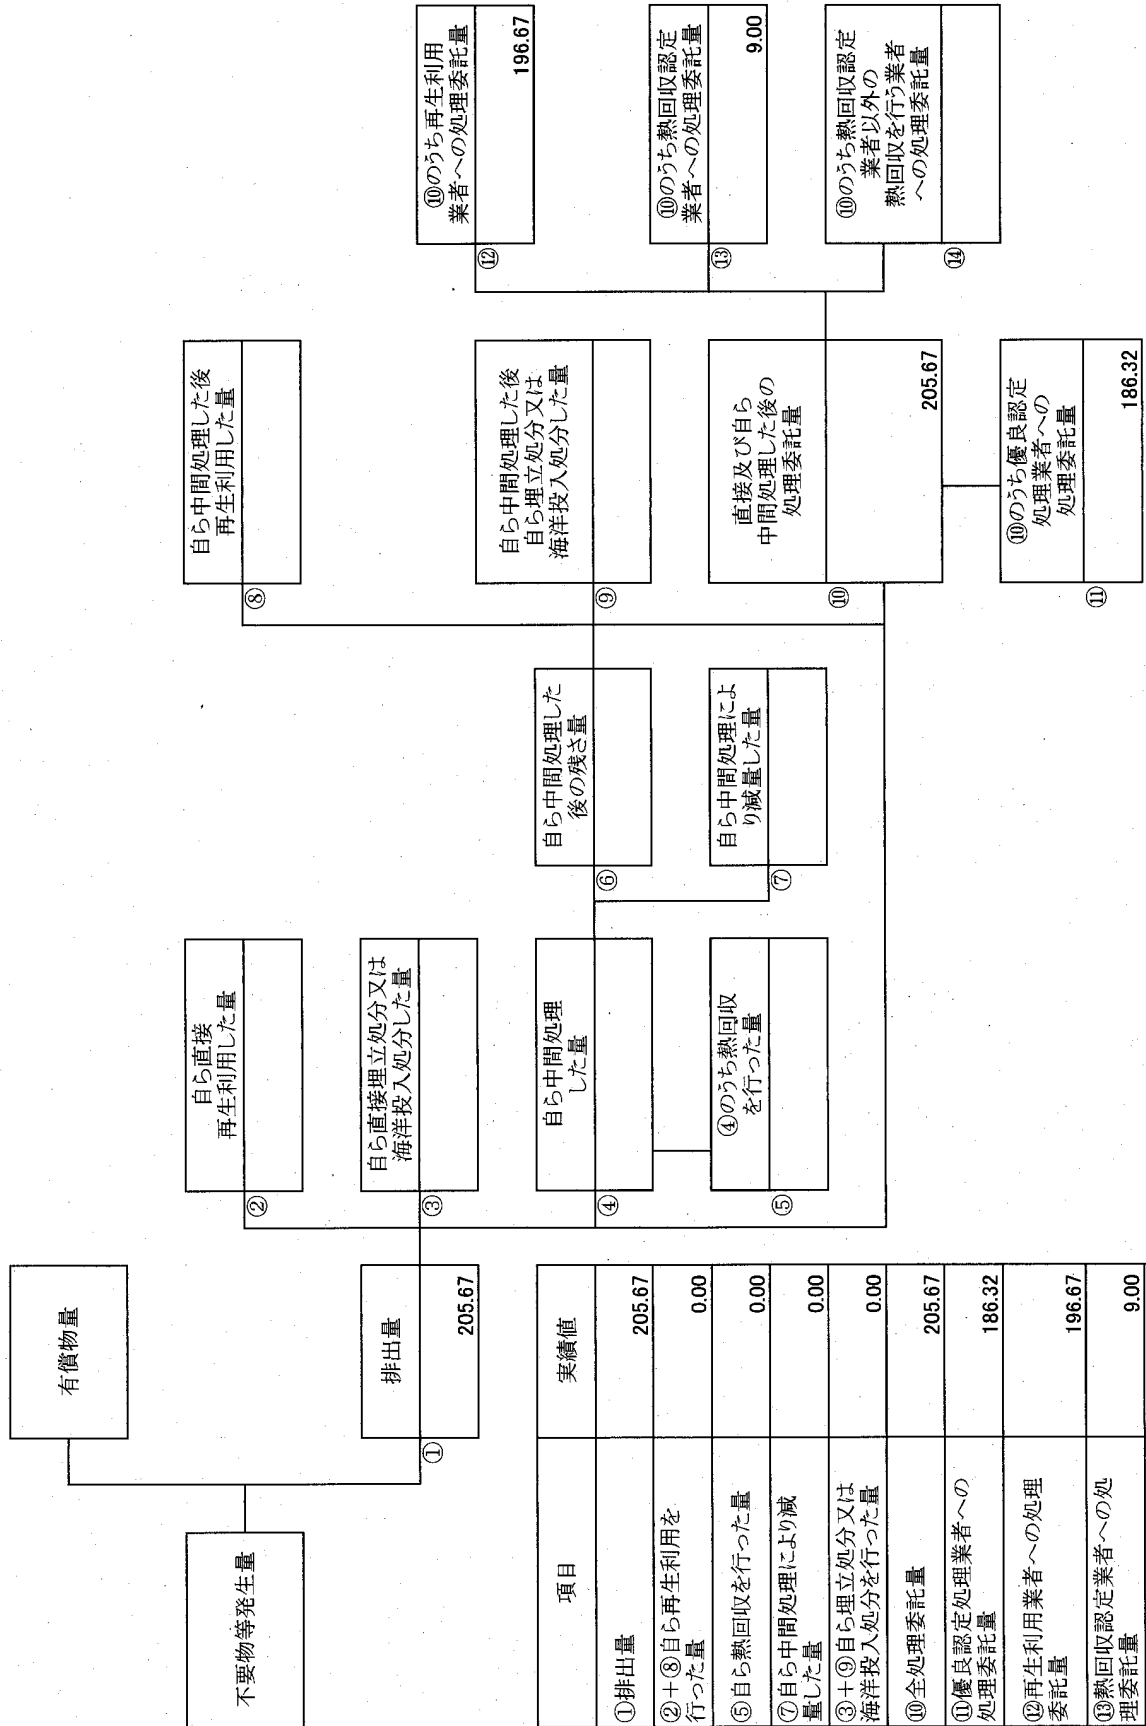 不要物等発生量
有償物量
①
排出量
205.67
②
自ら直接
再生利用した量
③
自ら直接埋立処分又は
海洋投入処分した量
④
自ら中間処理
した量
⑤
④のうち熱回収
を行った量
⑥
自ら中間処理した
後の残さ量
⑦
自ら中間処理によ
り減量した量
⑧
自ら中間処理した後
再生利用した量
⑨
自ら中間処理した後
自ら埋立処分又は
海洋投入処分した量
⑩
直接及び自ら
中間処理した後の
処理委託量
205.67
⑪
⑩のうち優良認定
処理業者への
処理委託量
186.32
⑫
⑩のうち再生利用
業者への処理委託量
196.67
⑬
⑩のうち熱回収認定
業者への処理委託量
9.00
⑭
⑩のうち熱回収認定
業者以外の
熱回収を行う業者
への処理委託量
項目 実績値
①排出量 205.67
②+⑧自ら再生利用を
行った量 0.00
⑤自ら熱回収を行った量 0.00
⑦自ら中間処理により減
量した量 0.00
③+⑨自ら埋立処分又は
海洋投入処分を行った量 0.00
⑩全処理委託量 205.67
⑪優良認定処理業者への
処理委託量 186.32
⑫再生利用業者への処理
委託量 196.67
⑬熱回収認定業者への処
理委託量 9.00